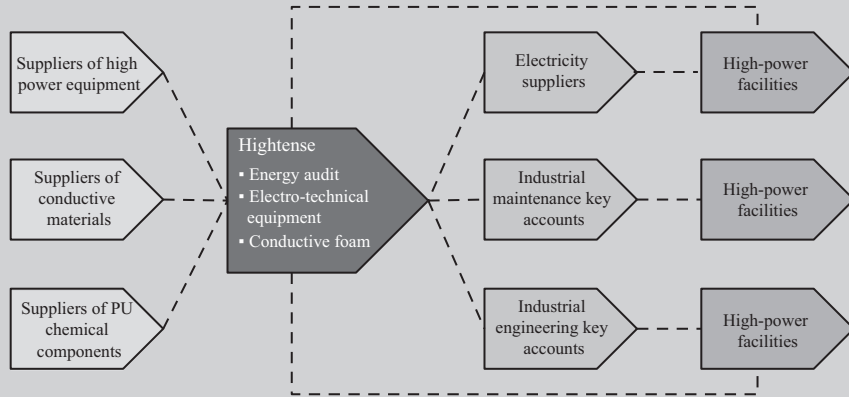 Suppliers of high
power equipment
Suppliers of
conductive
materials
Suppliers of PU
chemical
components
Hightense
▪ Energy audit
▪ Electro-technical
equipment
▪ Conductive foam
Electricity
suppliers
Industrial
maintenance key
accounts
Industrial
engineering key
accounts
High-power
facilities
High-power
facilities
High-power
facilities